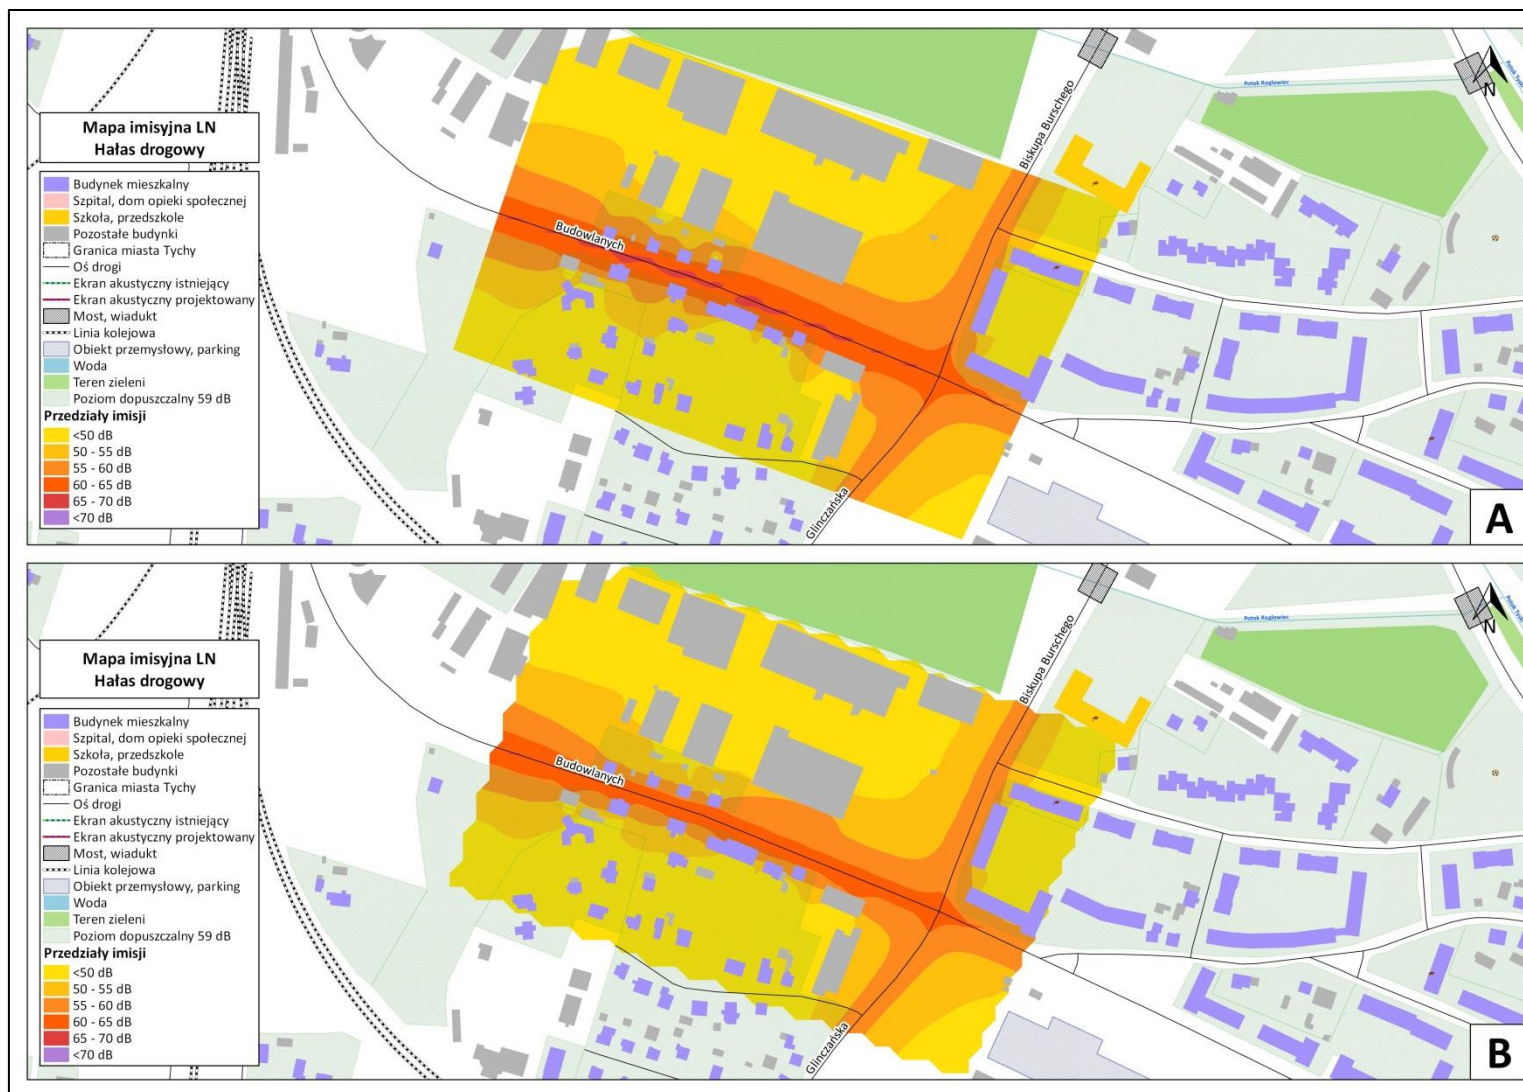 Mapa imisyjna LN
Hałas drogowy
Budynek mieszkalny
Szpital, dom opieki społecznej
Szkoła, przedszkole
Pozostałe budynki
Granica miasta Tychy
Oś drogi
Ekran akustyczny istniejący
Ekran akustyczny projektowany
Most, wiadukt
Linia kolejowa
Obiekt przemysłowy, parking
Woda
Teren zieleni
Poziom dopuszczalny 59 dB
Przedziały imisji
<50 dB
50 - 55 dB
55 - 60 dB
60 - 65 dB
65 - 70 dB
<70 dB
Budowlanych
Biskupa Burschego
Glinczańska
N
A
Mapa imisyjna LN
Hałas drogowy
Budynek mieszkalny
Szpital, dom opieki społecznej
Szkoła, przedszkole
Pozostałe budynki
Granica miasta Tychy
Oś drogi
Ekran akustyczny istniejący
Ekran akustyczny projektowany
Most, wiadukt
Linia kolejowa
Obiekt przemysłowy, parking
Woda
Teren zieleni
Poziom dopuszczalny 59 dB
Przedziały imisji
<50 dB
50 - 55 dB
55 - 60 dB
60 - 65 dB
65 - 70 dB
<70 dB
Budowlanych
Biskupa Burschego
Glinczańska
N
B